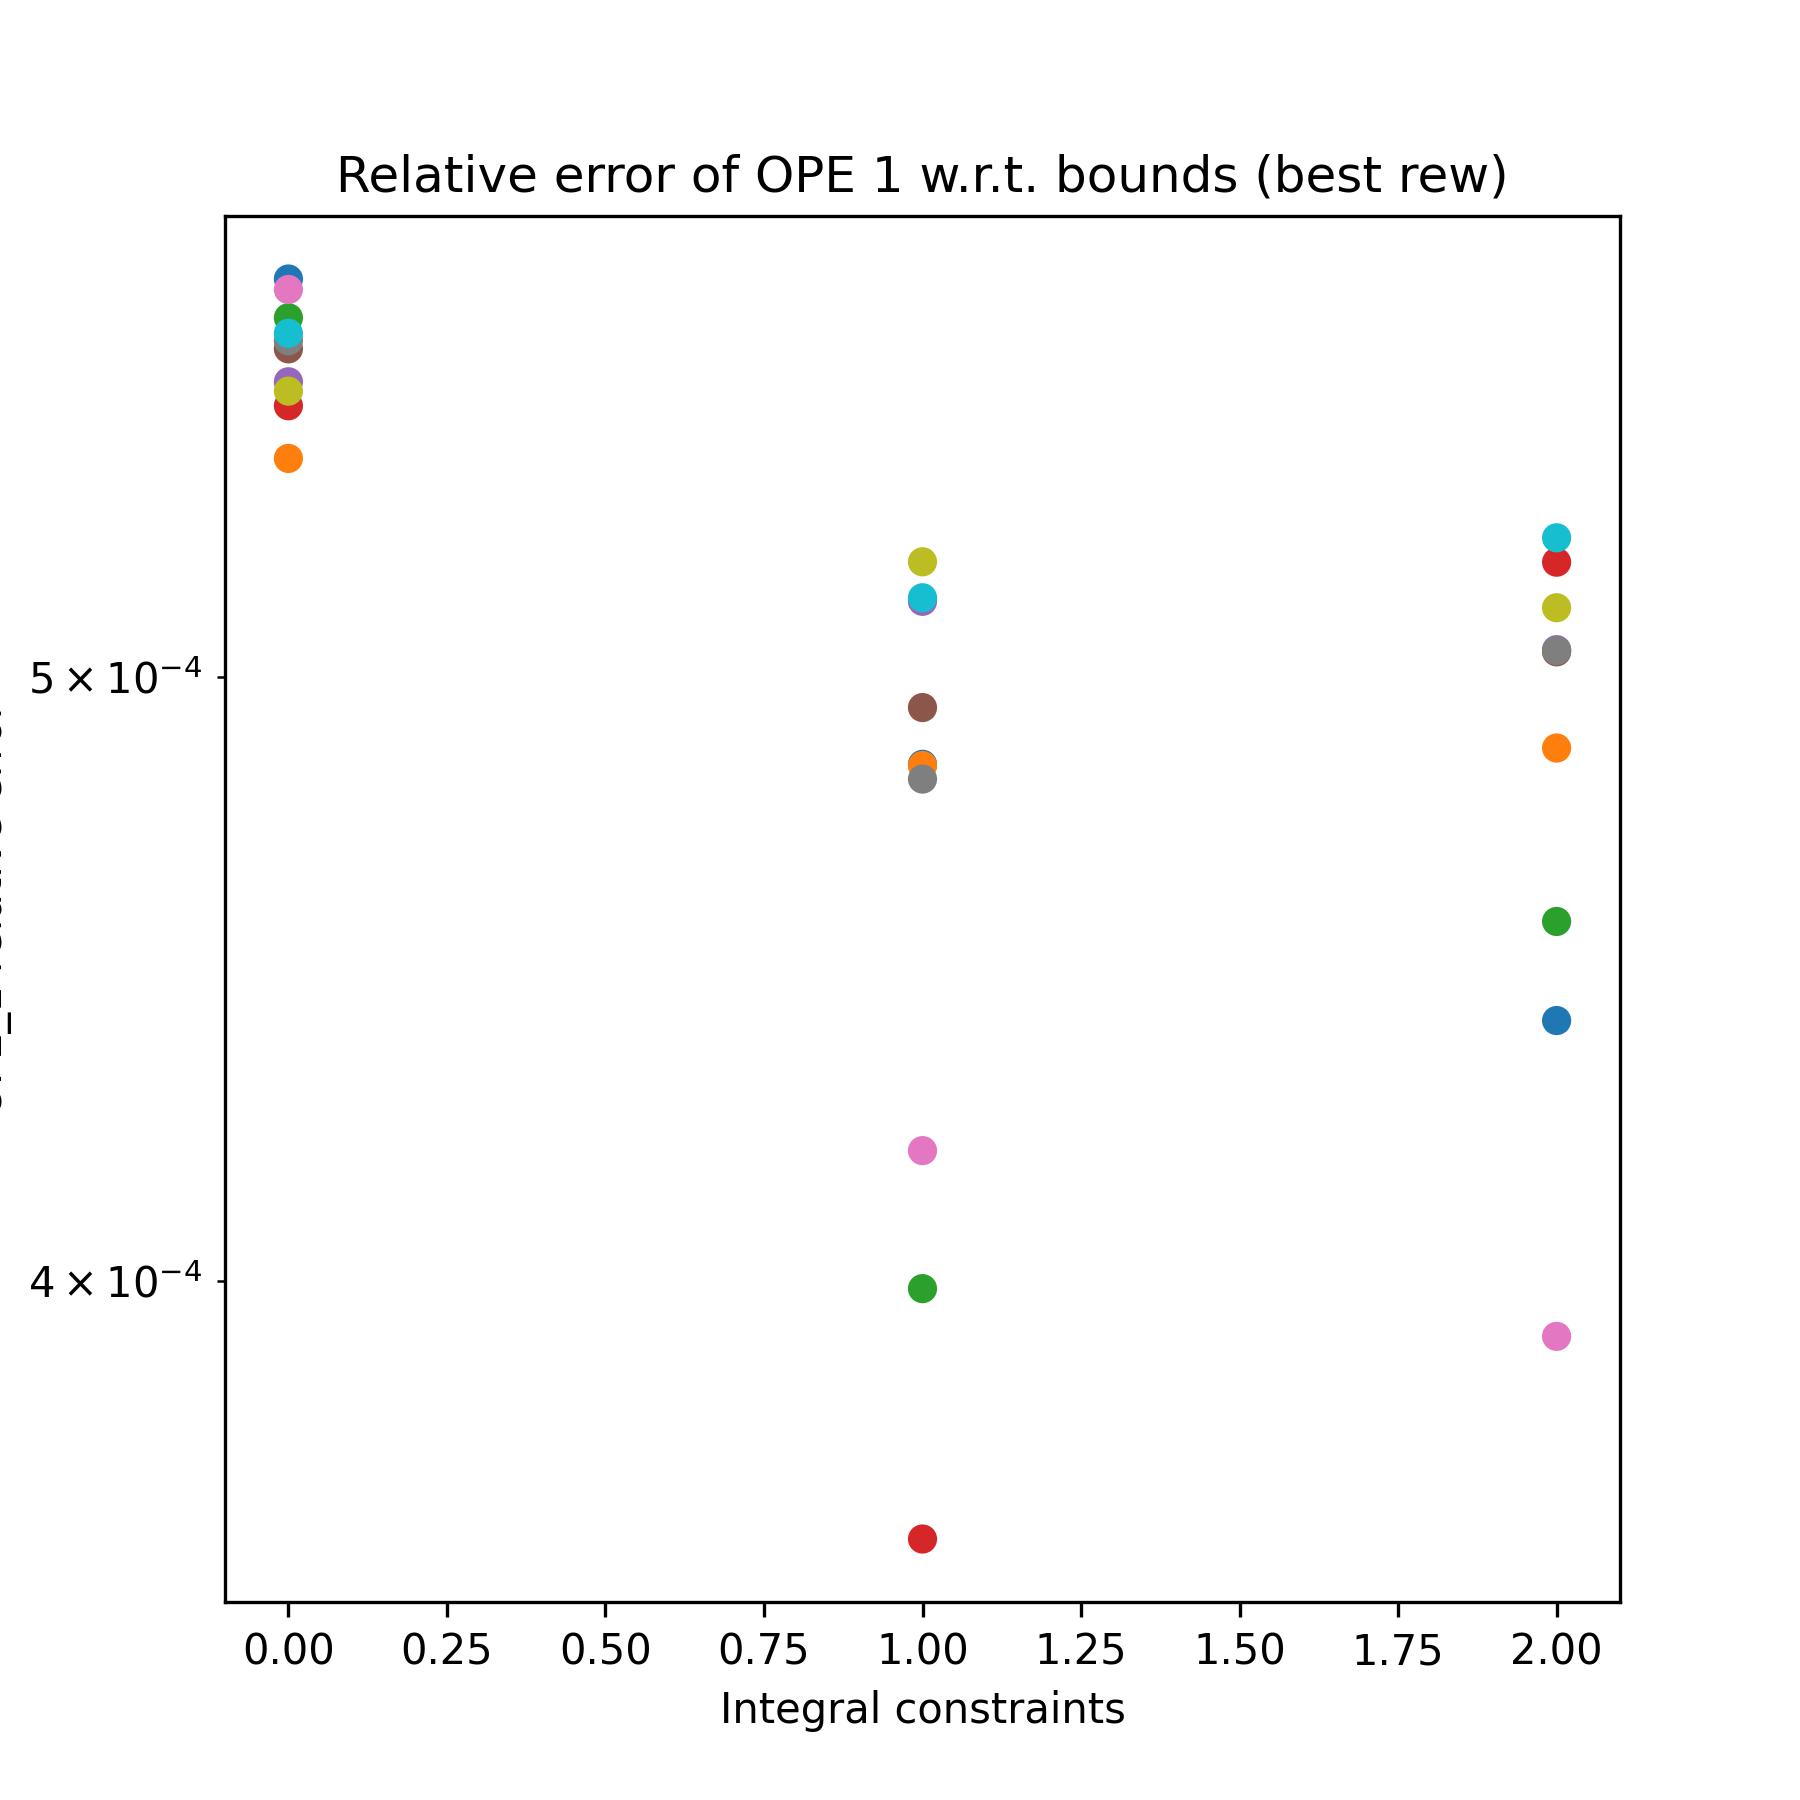 Relative error of OPE 1 w.r.t. bounds (best rew)
5 × 10⁻⁴
4 × 10⁻⁴
0.00 0.25 0.50 0.75 1.00 1.25 1.50 1.75 2.00
Integral constraints